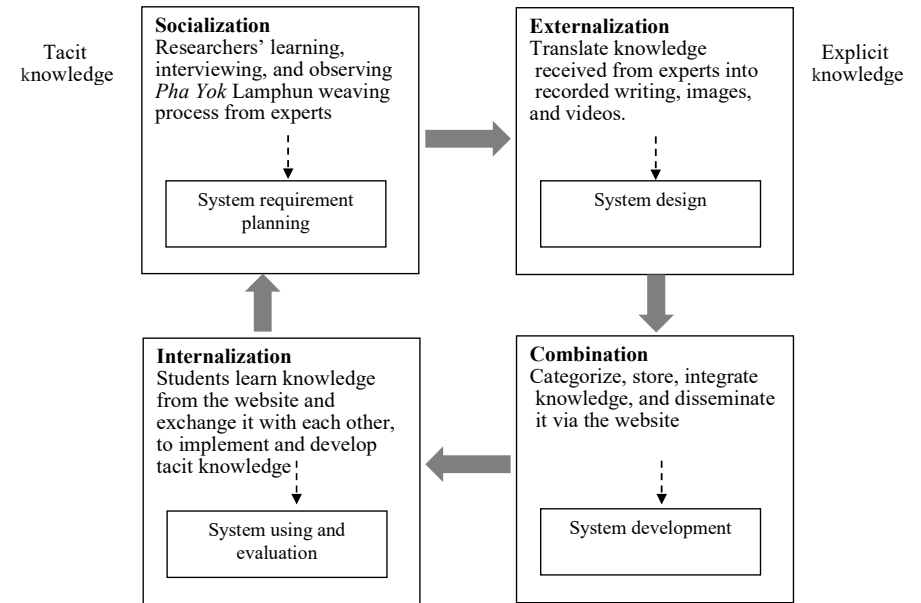 Tacit
knowledge
Socialization
Researchers’ learning,
interviewing, and observing
Pha Yok Lamphun weaving
process from experts
System requirement
planning
Externalization
Translate knowledge
received from experts into
recorded writing, images,
and videos.
System design
Explicit
knowledge
Internalization
Students learn knowledge
from the website and
exchange it with each other,
to implement and develop
tacit knowledge
System using and
evaluation
Combination
Categorize, store, integrate
knowledge, and disseminate
it via the website
System development